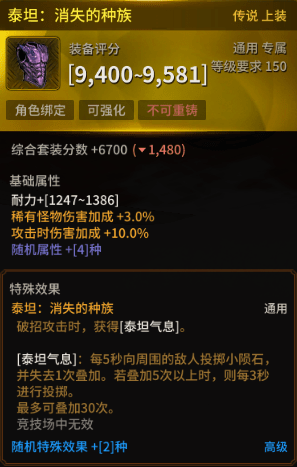 泰坦：消失的种族
传说 上装
装备评分
通用 专属
[9,400~9,581]
等级要求 150
角色绑定
可强化
不可重铸
综合套装分数 +6700 (▼1,480)
基础属性
耐力+[1247~1386]
稀有怪物伤害加成 +3.0%
攻击时伤害加成 +10.0%
随机属性 +[4]种
特殊效果
泰坦：消失的种族
通用
破招攻击时，获得[泰坦气息]。
[泰坦气息]：每5秒向周围的敌人投掷小陨石，
并失去1次叠加。若叠加5次以上时，则每3秒
进行投掷。
最多可叠加30次。
竞技场中无效
随机特殊效果 +[2]种
高级